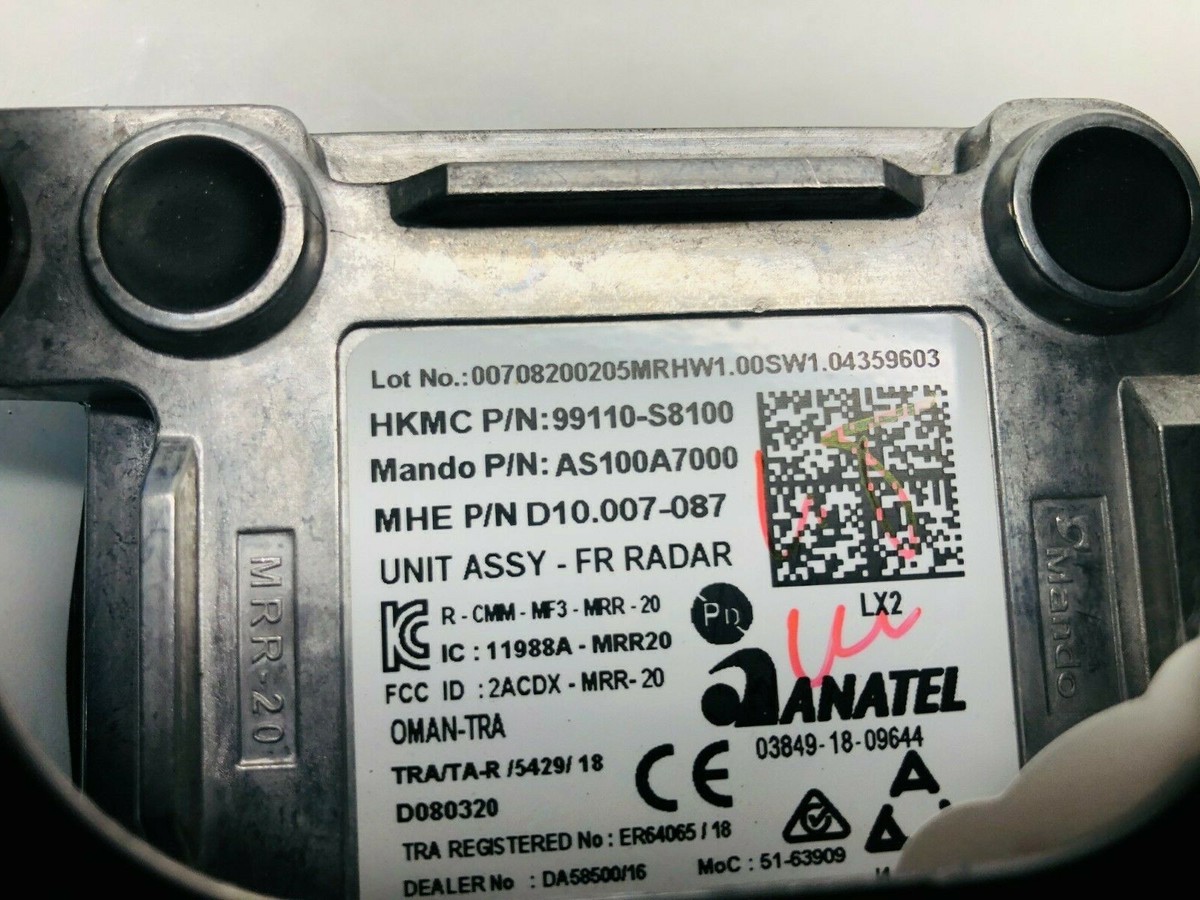 Lot No.:00708200205MRHW1.00SW1.04359603
HKMC P/N:99110-S8100
Mando P/N: AS100A7000
MHE P/N D10.007-087
UNIT ASSY - FR RADAR
LX2
R - CMM - MF3 - MRR - 20
IC : 11988A - MRR20
FCC ID : 2ACDX - MRR- 20
OMAN-TRA
TRA/TA-R /5429/ 18
D080320
TRA REGISTERED No : ER64065 / 18
DEALER No : DA58500/16
ANATEL
03849-18-09644
CE
MoC : 51-63909
MRR-20
Mando